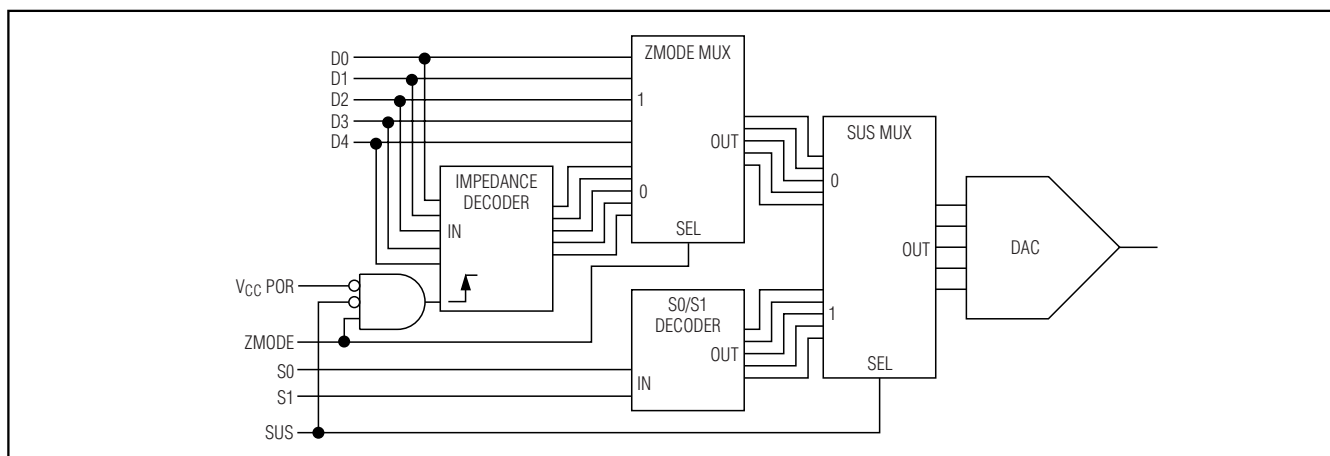 D0
D1
D2
D3
D4
ZMODE MUX
1
0
OUT
SEL
IMPEDANCE
DECODER
IN
VCC POR
ZMODE
S0
S1
SUS
S0/S1
DECODER
OUT
IN
SUS MUX
0
1
OUT
SEL
DAC